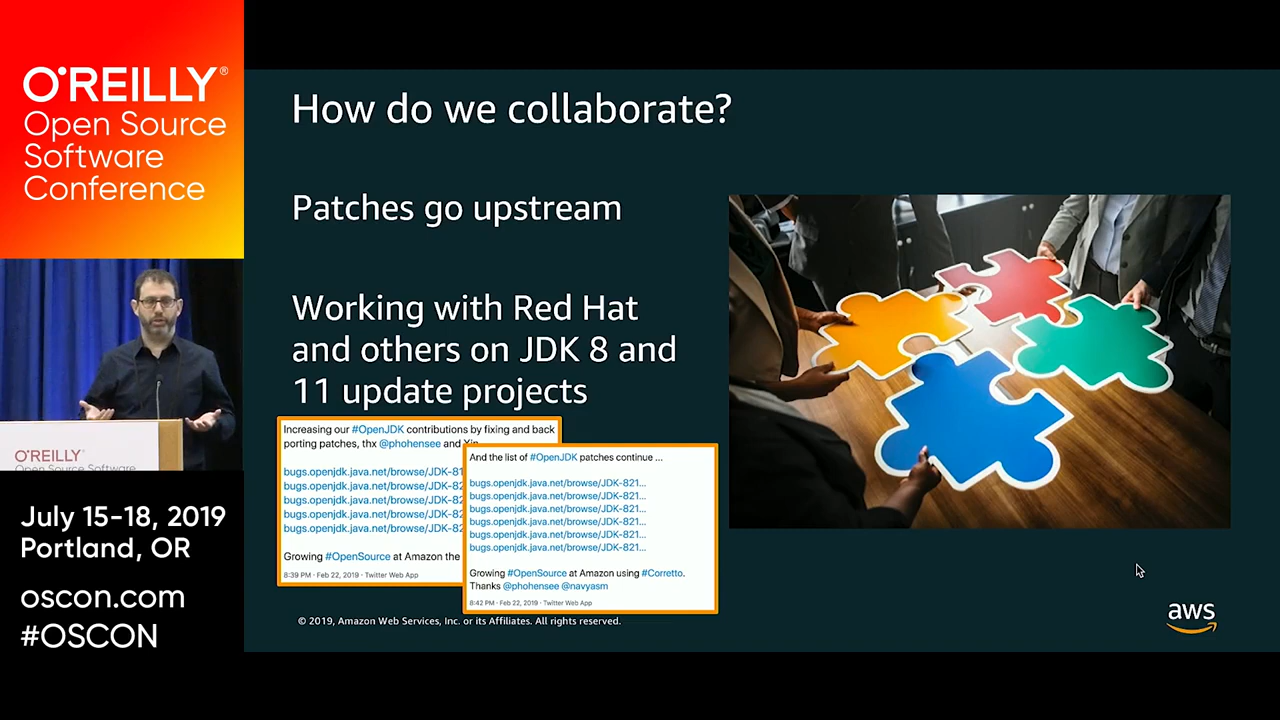 O'REILLY®
Open Source
Software
Conference
O'REILLY
Open Source Software
July 15-18, 2019
Portland, OR
oscon.com
#OSCON
How do we collaborate?
Patches go upstream
Working with Red Hat
and others on JDK 8 and
11 update projects
Increasing our #OpenJDK contributions by fixing and back
porting patches, thx @phohensee and Xin
bugs.openjdk.java.net/browse/JDK-81
bugs.openjdk.java.net/browse/JDK-82
bugs.openjdk.java.net/browse/JDK-82
bugs.openjdk.java.net/browse/JDK-82
bugs.openjdk.java.net/browse/JDK-82
Growing #OpenSource at Amazon the
8:39 PM · Feb 22, 2019 · Twitter Web App
And the list of #OpenJDK patches continue ...
bugs.openjdk.java.net/browse/JDK-821...
bugs.openjdk.java.net/browse/JDK-821...
bugs.openjdk.java.net/browse/JDK-821...
bugs.openjdk.java.net/browse/JDK-821...
bugs.openjdk.java.net/browse/JDK-821...
bugs.openjdk.java.net/browse/JDK-821...
Growing #OpenSource at Amazon using #Corretto.
Thanks @phohensee @navyasm
8:42 PM · Feb 22, 2019 · Twitter Web App
© 2019, Amazon Web Services, Inc. or its Affiliates. All rights reserved.
aws